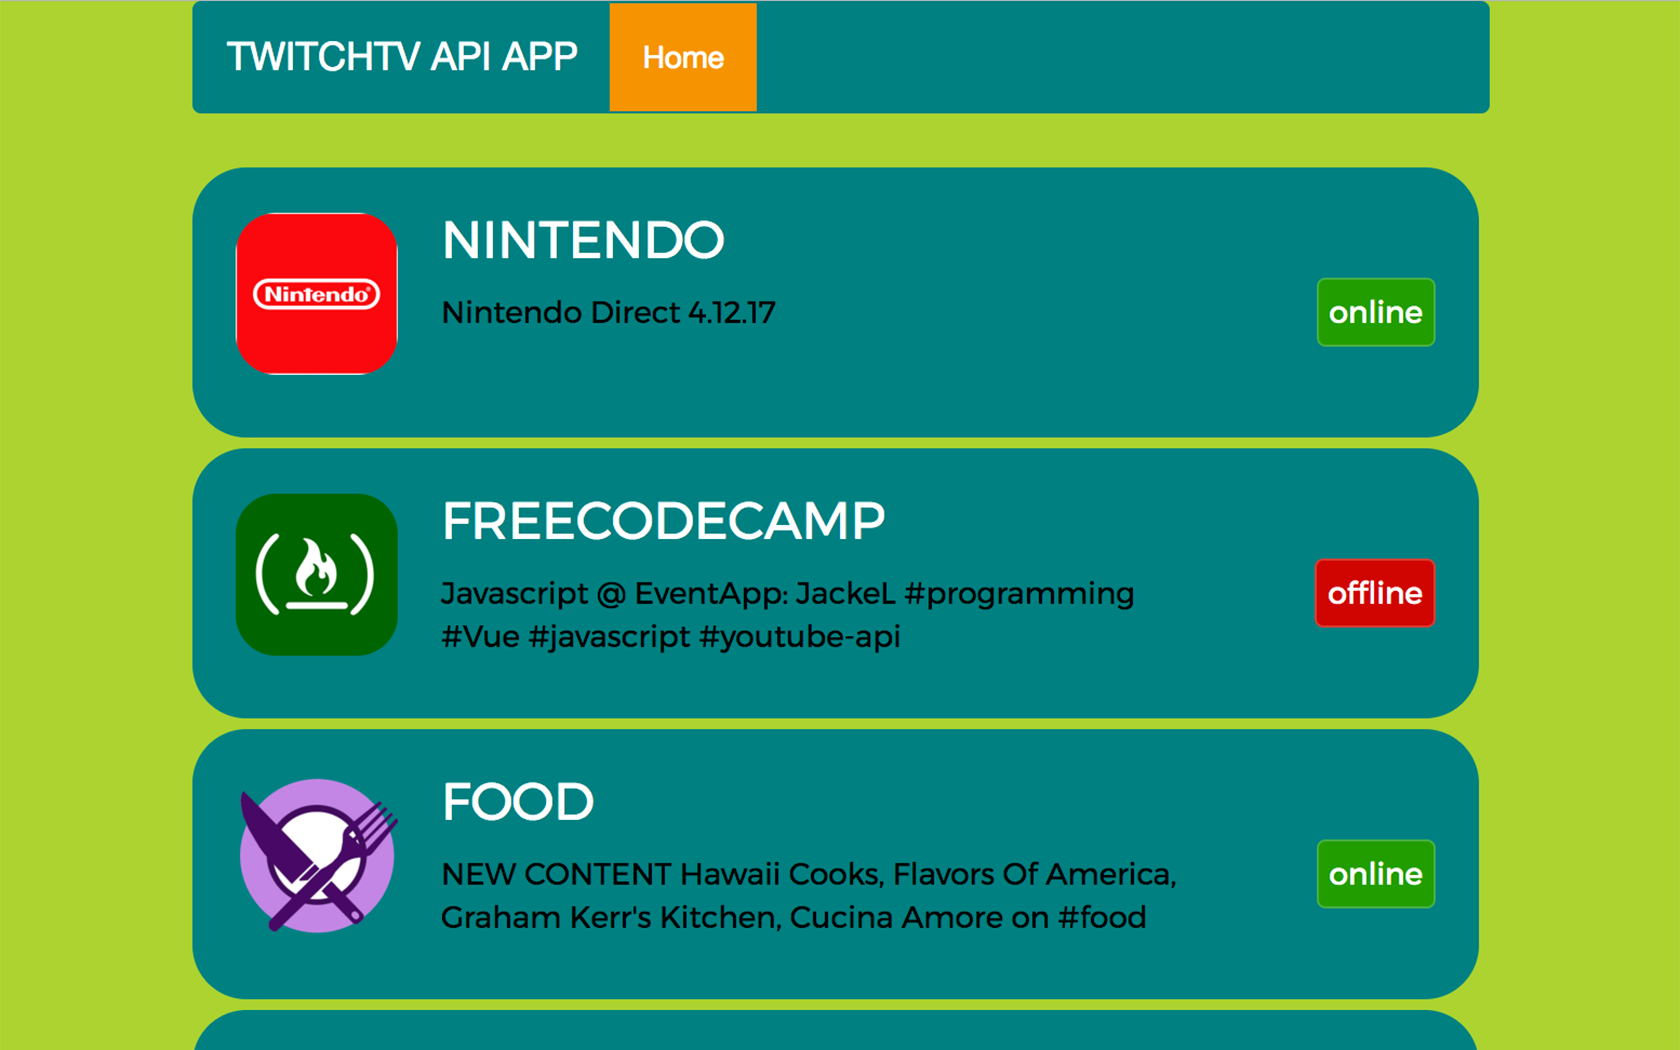 TWITCHTV API APP
Home
Nintendo®
NINTENDO
Nintendo Direct 4.12.17
online
FREECODECAMP
Javascript @ EventApp: JackeL #programming
#Vue #javascript #youtube-api
offline
FOOD
NEW CONTENT Hawaii Cooks, Flavors Of America,
Graham Kerr's Kitchen, Cucina Amore on #food
online